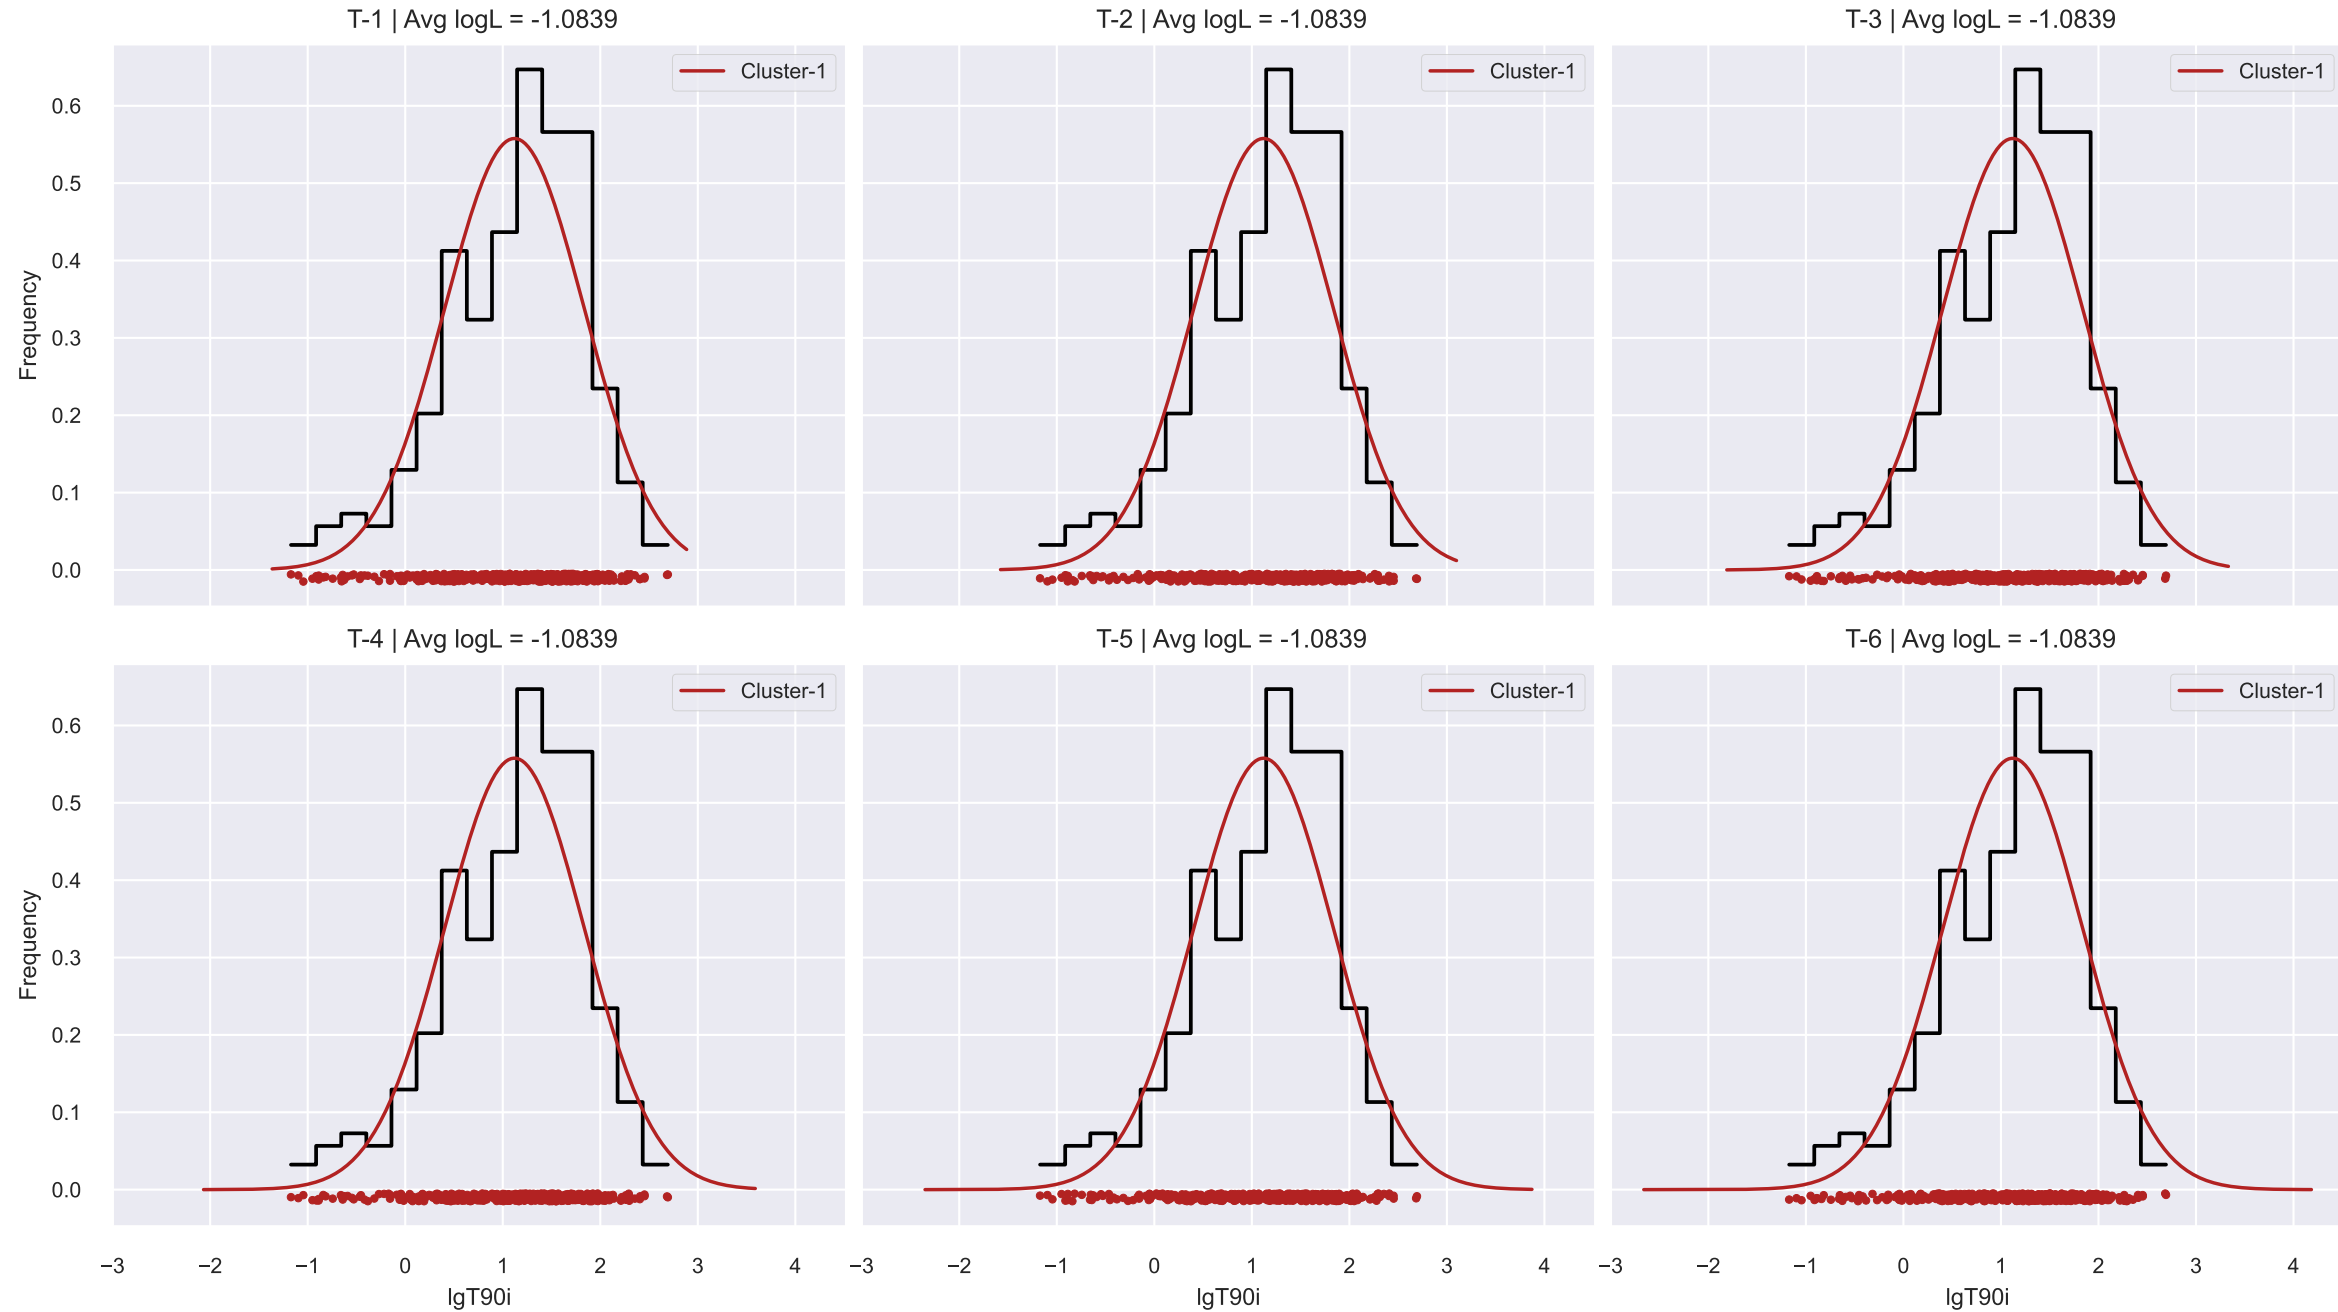 T-1 | Avg logL = -1.0839
T-2 | Avg logL = -1.0839
T-3 | Avg logL = -1.0839
Cluster-1
Cluster-1
Cluster-1
0.6
0.5
0.4
0.3
0.2
0.1
0.0
Frequency
T-4 | Avg logL = -1.0839
T-5 | Avg logL = -1.0839
T-6 | Avg logL = -1.0839
Cluster-1
Cluster-1
Cluster-1
0.6
0.5
0.4
0.3
0.2
0.1
0.0
Frequency
−3 −2 −1 0 1 2 3 4
−3 −2 −1 0 1 2 3 4
−3 −2 −1 0 1 2 3 4
lgT90i
lgT90i
lgT90i